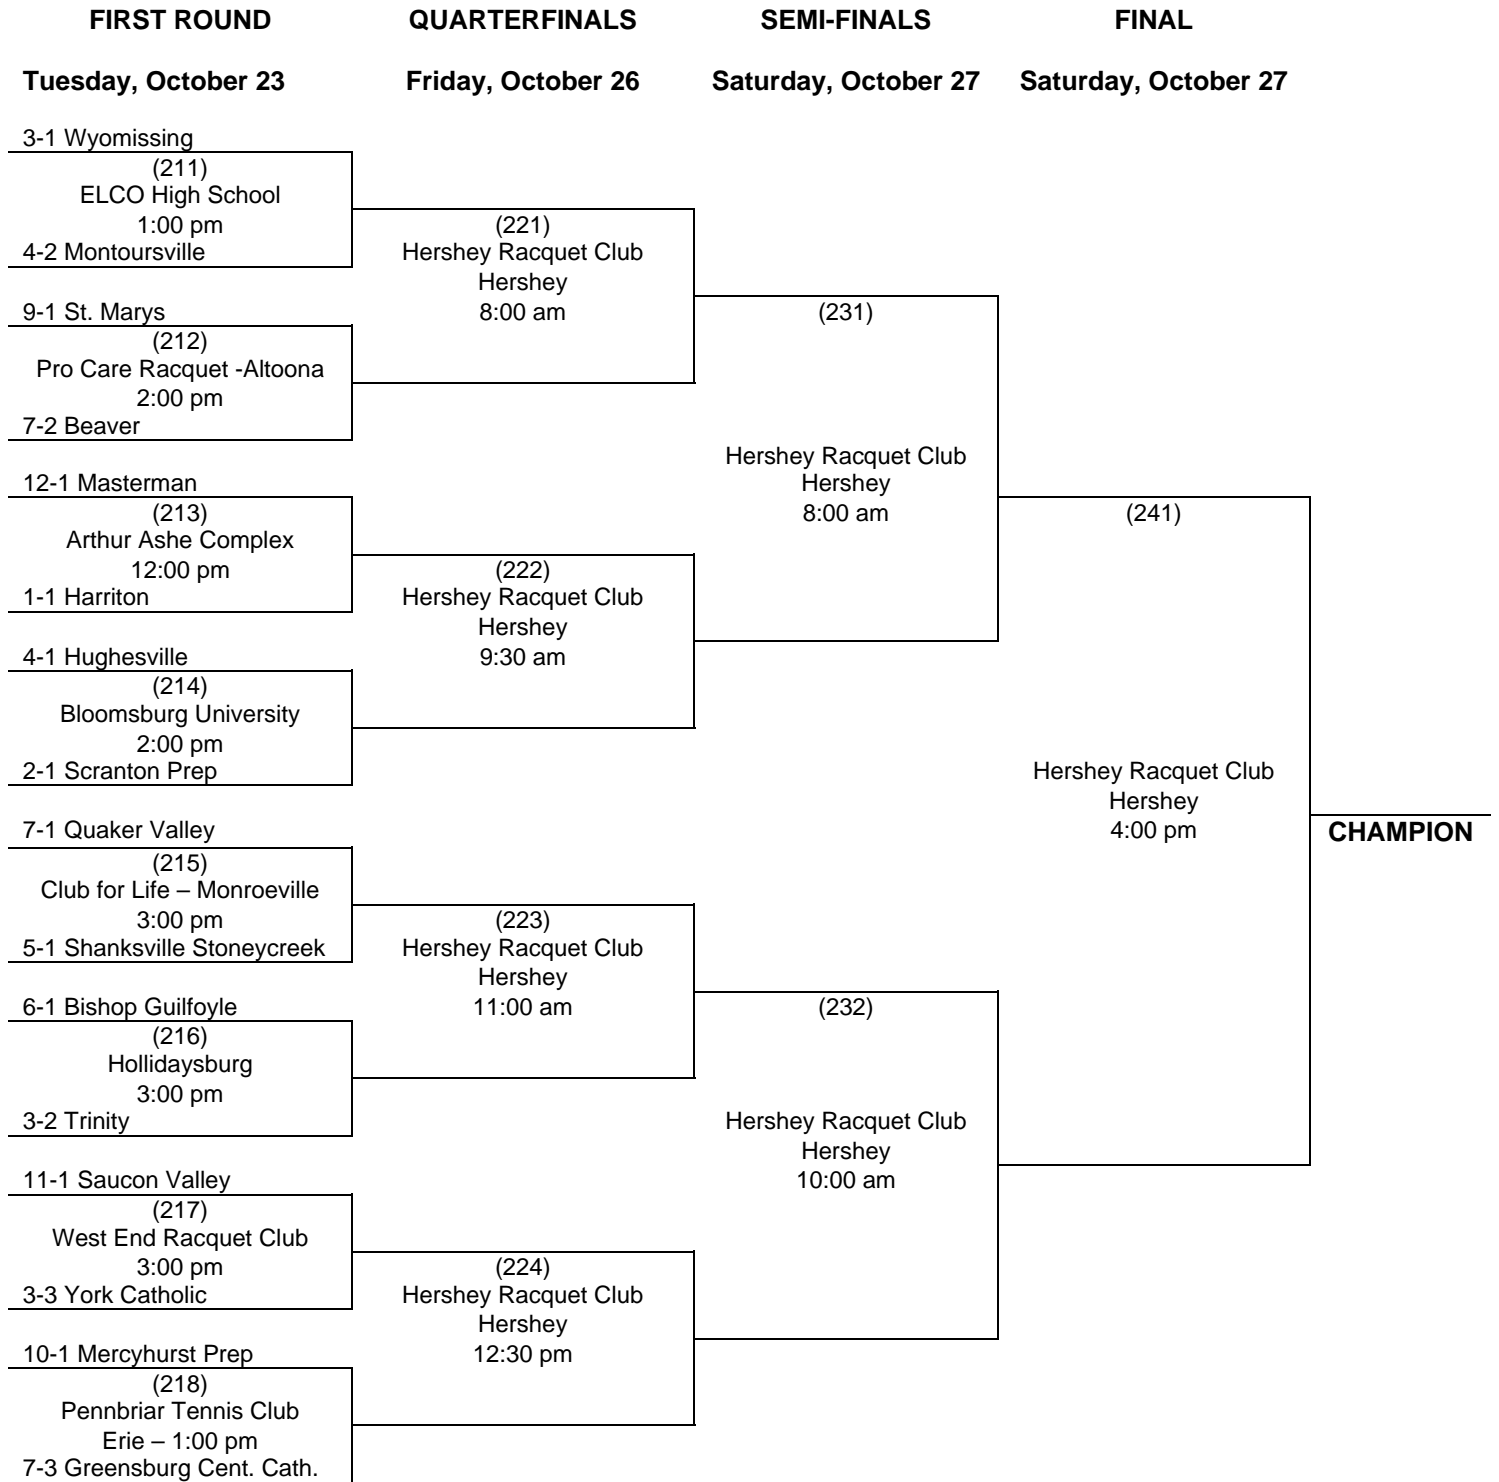 FIRST ROUND
QUARTERFINALS
SEMI-FINALS
FINAL
Tuesday, October 23
Friday, October 26
Saturday, October 27
Saturday, October 27
3-1 Wyomissing
(211)
ELCO High School
1:00 pm
4-2 Montoursville
9-1 St. Marys
(212)
Pro Care Racquet -Altoona
2:00 pm
7-2 Beaver
12-1 Masterman
(213)
Arthur Ashe Complex
12:00 pm
1-1 Harriton
4-1 Hughesville
(214)
Bloomsburg University
2:00 pm
2-1 Scranton Prep
7-1 Quaker Valley
(215)
Club for Life – Monroeville
3:00 pm
5-1 Shanksville Stoneycreek
6-1 Bishop Guilfoyle
(216)
Hollidaysburg
3:00 pm
3-2 Trinity
11-1 Saucon Valley
(217)
West End Racquet Club
3:00 pm
3-3 York Catholic
10-1 Mercyhurst Prep
(218)
Pennbriar Tennis Club
Erie – 1:00 pm
7-3 Greensburg Cent. Cath.
(221)
Hershey Racquet Club
Hershey
8:00 am
(222)
Hershey Racquet Club
Hershey
9:30 am
(223)
Hershey Racquet Club
Hershey
11:00 am
(224)
Hershey Racquet Club
Hershey
12:30 pm
(231)
Hershey Racquet Club
Hershey
8:00 am
(232)
Hershey Racquet Club
Hershey
10:00 am
(241)
Hershey Racquet Club
Hershey
4:00 pm
CHAMPION